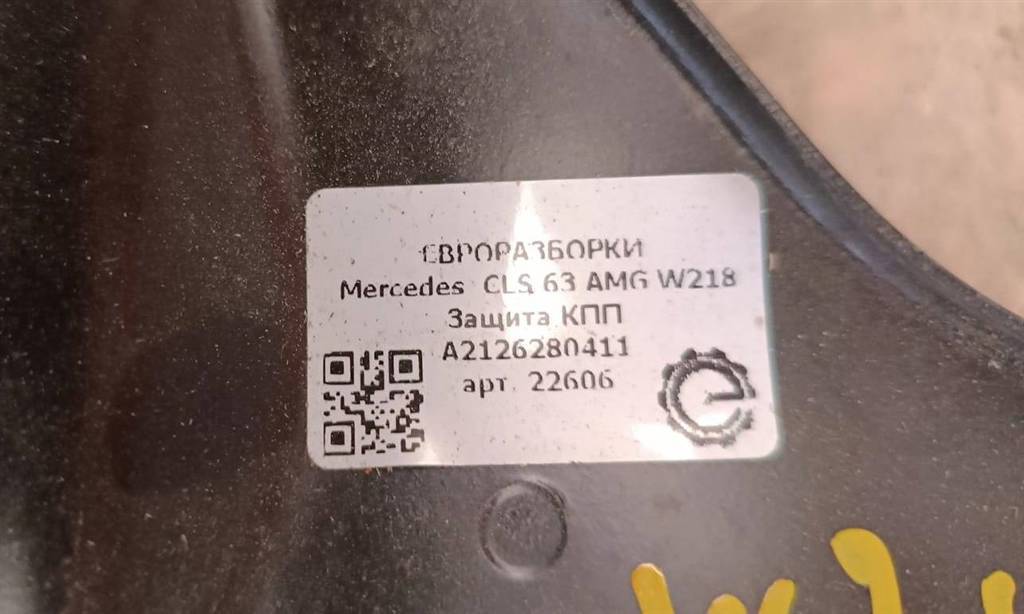 ЕВРОРАЗБОРКИ
Mercedes CLS 63 AMG W218
Защита КПП
A2126280411
арт. 22606